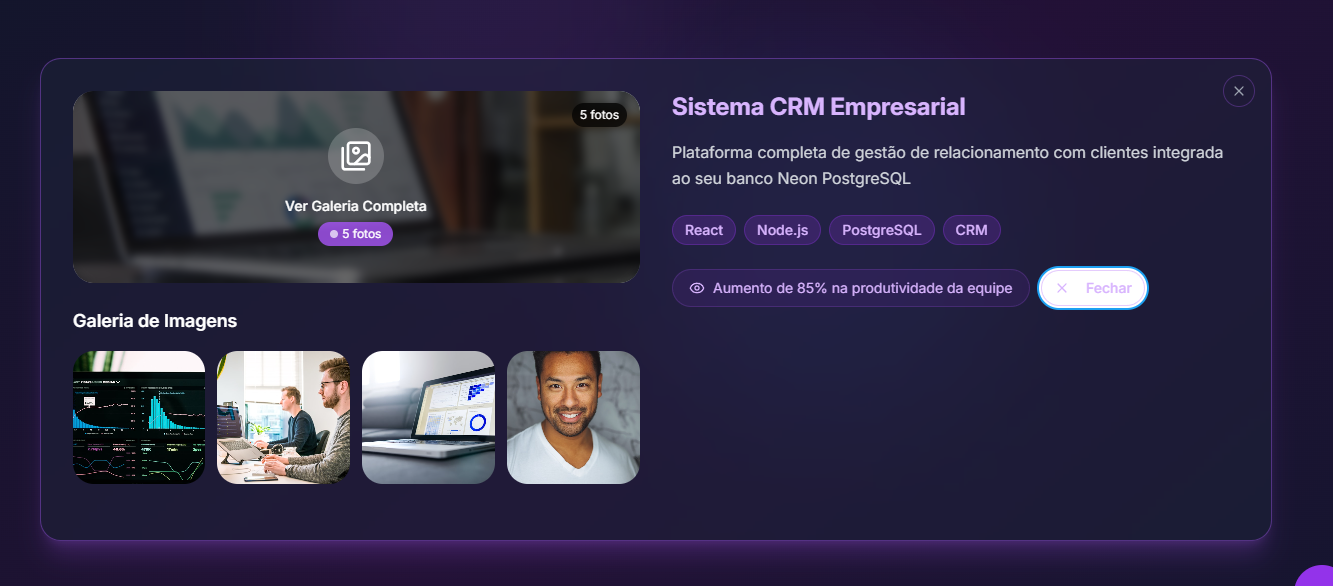 5 fotos
Ver Galeria Completa
5 fotos
Galeria de Imagens
Sistema CRM Empresarial
Plataforma completa de gestão de relacionamento com clientes integrada
ao seu banco Neon PostgreSQL
React
Node.js
PostgreSQL
CRM
Aumento de 85% na produtividade da equipe
Fechar